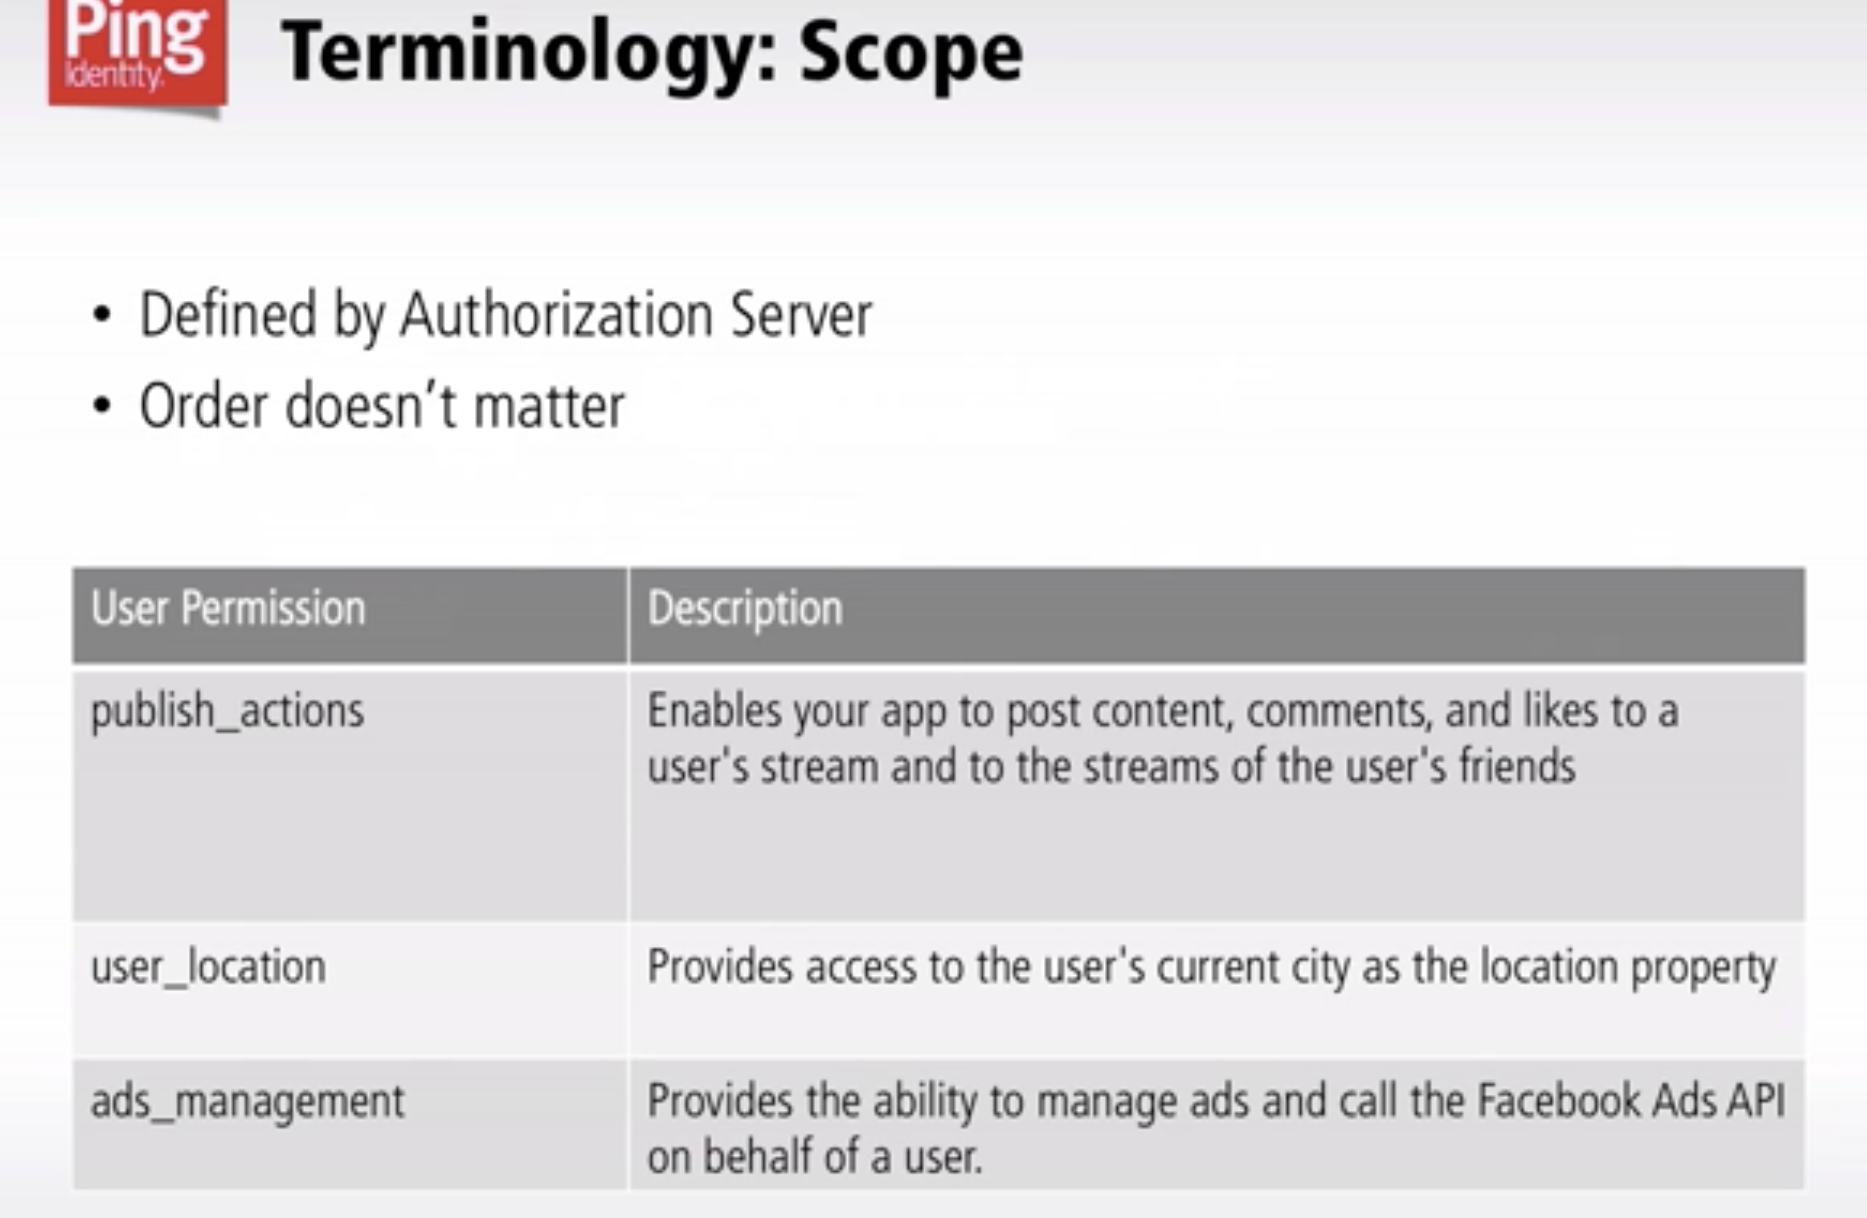 Ping
Identity.
Terminology: Scope
• Defined by Authorization Server
• Order doesn't matter
User Permission
Description
publish_actions
Enables your app to post content, comments, and likes to a
user's stream and to the streams of the user's friends
user_location
Provides access to the user's current city as the location property
ads_management
Provides the ability to manage ads and call the Facebook Ads API
on behalf of a user.